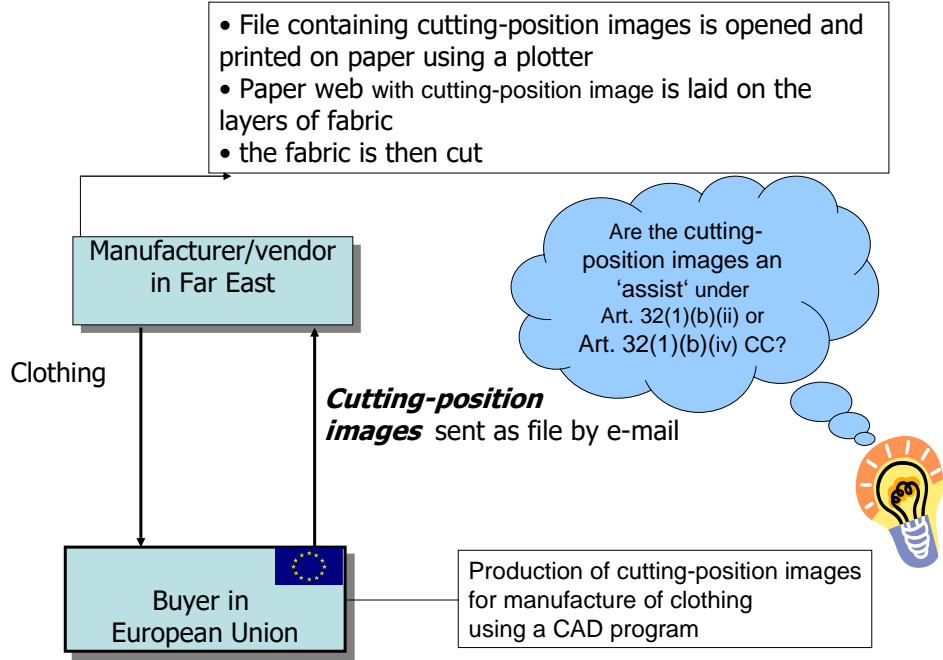 • File containing cutting-position images is opened and
printed on paper using a plotter
• Paper web with cutting-position image is laid on the
layers of fabric
• the fabric is then cut
Manufacturer/vendor
in Far East
Are the cutting-
position images an
‘assist‘ under
Art. 32(1)(b)(ii) or
Art. 32(1)(b)(iv) CC?
Clothing
Cutting-position
images sent as file by e-mail
Buyer in
European Union
Production of cutting-position images
for manufacture of clothing
using a CAD program